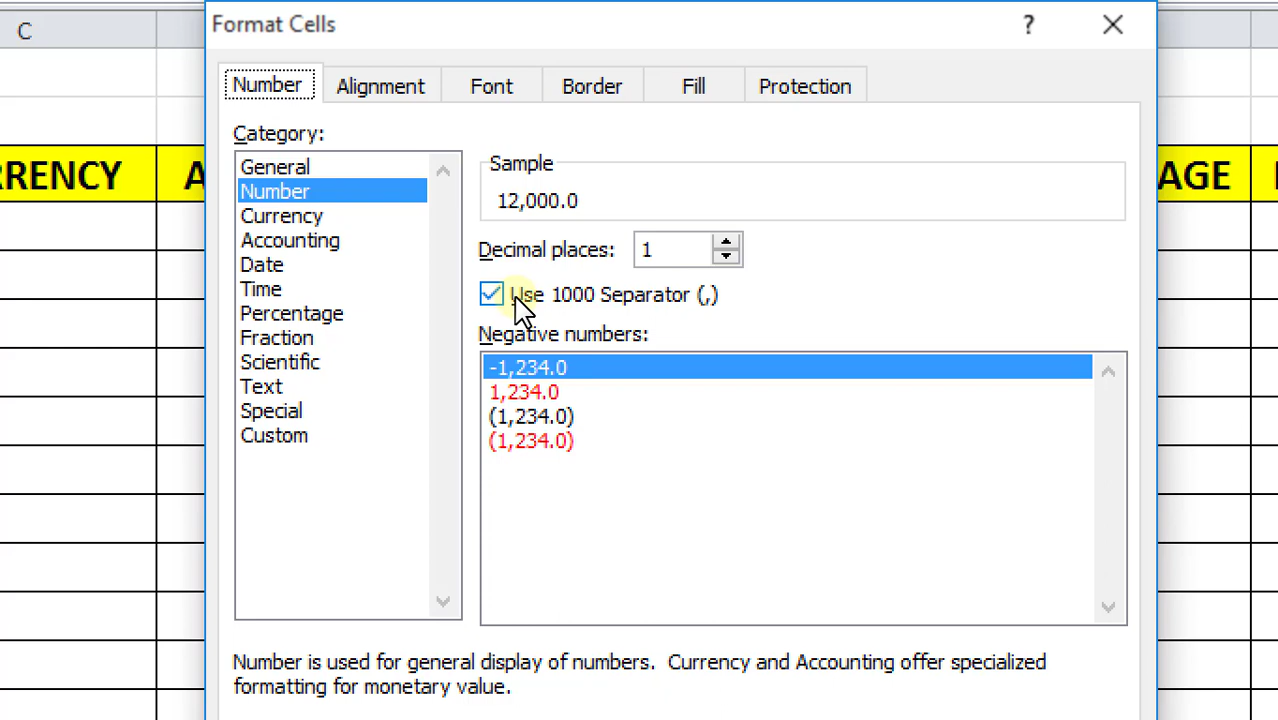 Format Cells
?
C
Number Alignment Font Border Fill Protection
Category:
General
Number
Currency
Accounting
Date
Time
Percentage
Fraction
Scientific
Text
Special
Custom
Sample
12,000.0
Decimal places: 1
Use 1000 Separator (,)
Negative numbers:
-1,234.0
1,234.0
(1,234.0)
(1,234.0)
Number is used for general display of numbers. Currency and Accounting offer specialized
formatting for monetary value.
RRENCY A
AGE